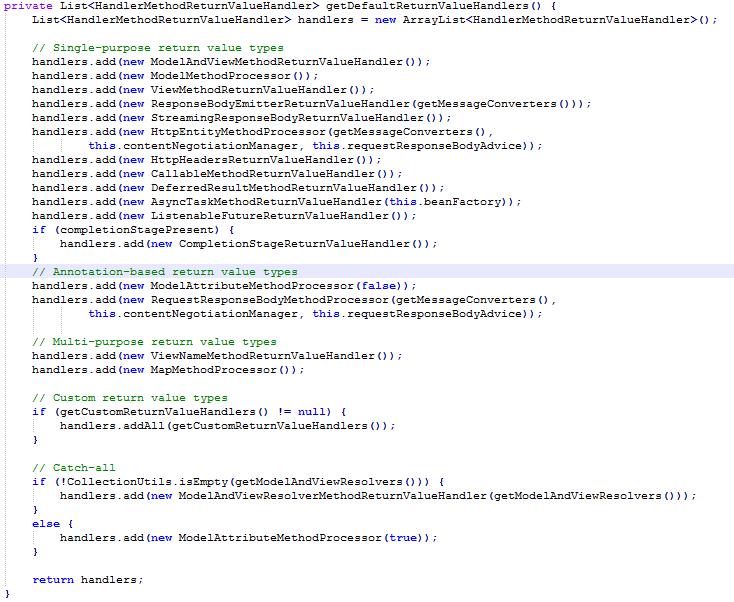 private List<HandlerMethodReturnValueHandler> getDefaultReturnValueHandlers() {
    List<HandlerMethodReturnValueHandler> handlers = new ArrayList<HandlerMethodReturnValueHandler>();

    // Single-purpose return value types
    handlers.add(new ModelAndViewMethodReturnValueHandler());
    handlers.add(new ModelMethodProcessor());
    handlers.add(new ViewMethodReturnValueHandler());
    handlers.add(new ResponseBodyEmitterReturnValueHandler(getMessageConverters()));
    handlers.add(new StreamingResponseBodyReturnValueHandler());
    handlers.add(new HttpEntityMethodProcessor(getMessageConverters(),
            this.contentNegotiationManager, this.requestResponseBodyAdvice));
    handlers.add(new HttpHeadersReturnValueHandler());
    handlers.add(new CallableMethodReturnValueHandler());
    handlers.add(new DeferredResultMethodReturnValueHandler());
    handlers.add(new AsyncTaskMethodReturnValueHandler(this.beanFactory));
    handlers.add(new ListenableFutureReturnValueHandler());
    if (completionStagePresent) {
        handlers.add(new CompletionStageReturnValueHandler());
    }
    // Annotation-based return value types
    handlers.add(new ModelAttributeMethodProcessor(false));
    handlers.add(new RequestResponseBodyMethodProcessor(getMessageConverters(),
            this.contentNegotiationManager, this.requestResponseBodyAdvice));

    // Multi-purpose return value types
    handlers.add(new ViewNameMethodReturnValueHandler());
    handlers.add(new MapMethodProcessor());

    // Custom return value types
    if (getCustomReturnValueHandlers() != null) {
        handlers.addAll(getCustomReturnValueHandlers());
    }

    // Catch-all
    if (!CollectionUtils.isEmpty(getModelAndViewResolvers())) {
        handlers.add(new ModelAndViewResolverMethodReturnValueHandler(getModelAndViewResolvers()));
    }
    else {
        handlers.add(new ModelAttributeMethodProcessor(true));
    }

    return handlers;
}